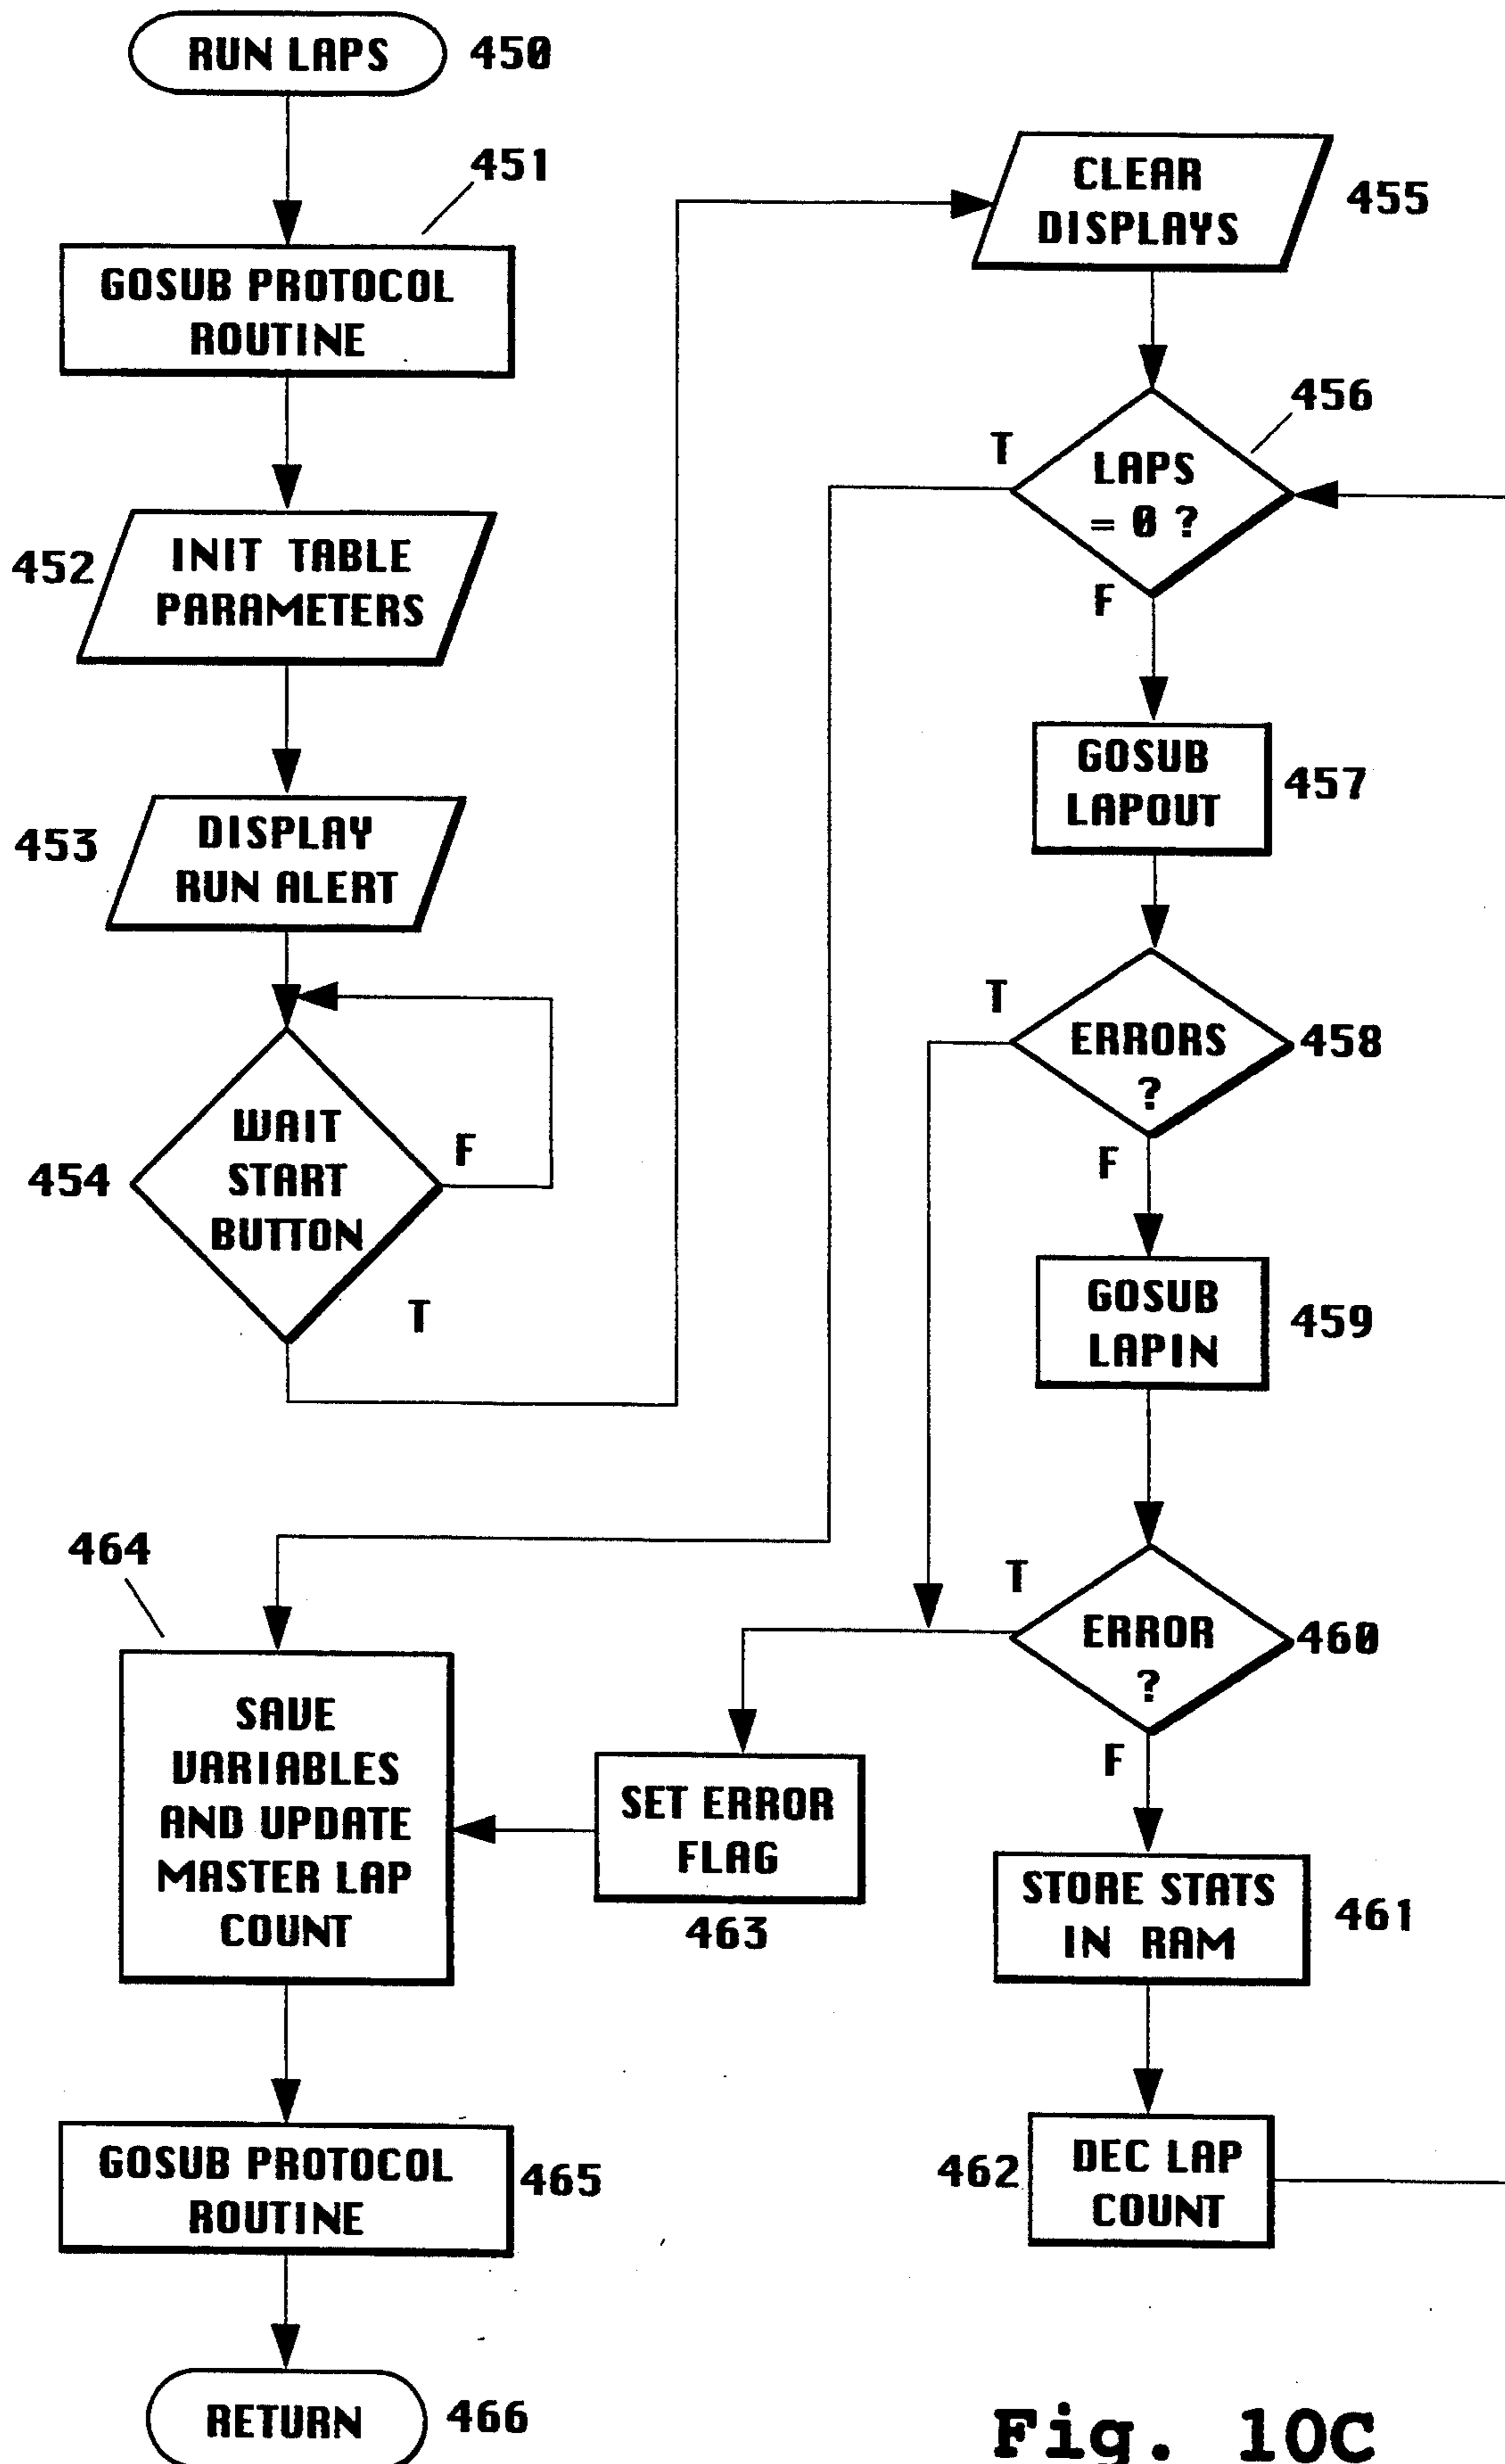 RUN LAPS
450
451
GOSUB PROTOCOL
ROUTINE
452
INIT TABLE
PARAMETERS
453
DISPLAY
RUN ALERT
454
WAIT
START
BUTTON
F
T
CLEAR
DISPLAYS
455
456
LAPS
= 0 ?
T
F
GOSUB
LAPOUT
457
ERRORS
?
458
T
F
GOSUB
LAPIN
459
ERROR
?
460
T
F
STORE STATS
IN RAM
461
462
DEC LAP
COUNT
SET ERROR
FLAG
463
464
SAVE
VARIABLES
AND UPDATE
MASTER LAP
COUNT
GOSUB PROTOCOL
ROUTINE
465
RETURN
466
Fig. 10C